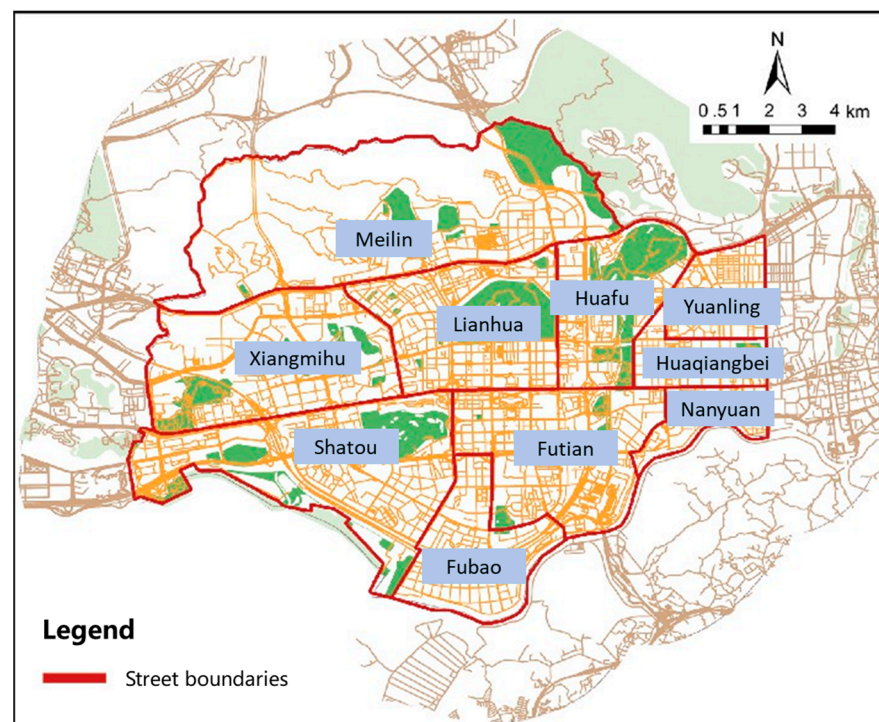 N
0 .5 1 2 3 4 km
Meilin
Huafu
Yuanling
Lianhua
Xiangmihu
Huaqiangbei
Nanyuan
Shatou
Futian
Fubao
Legend
Street boundaries